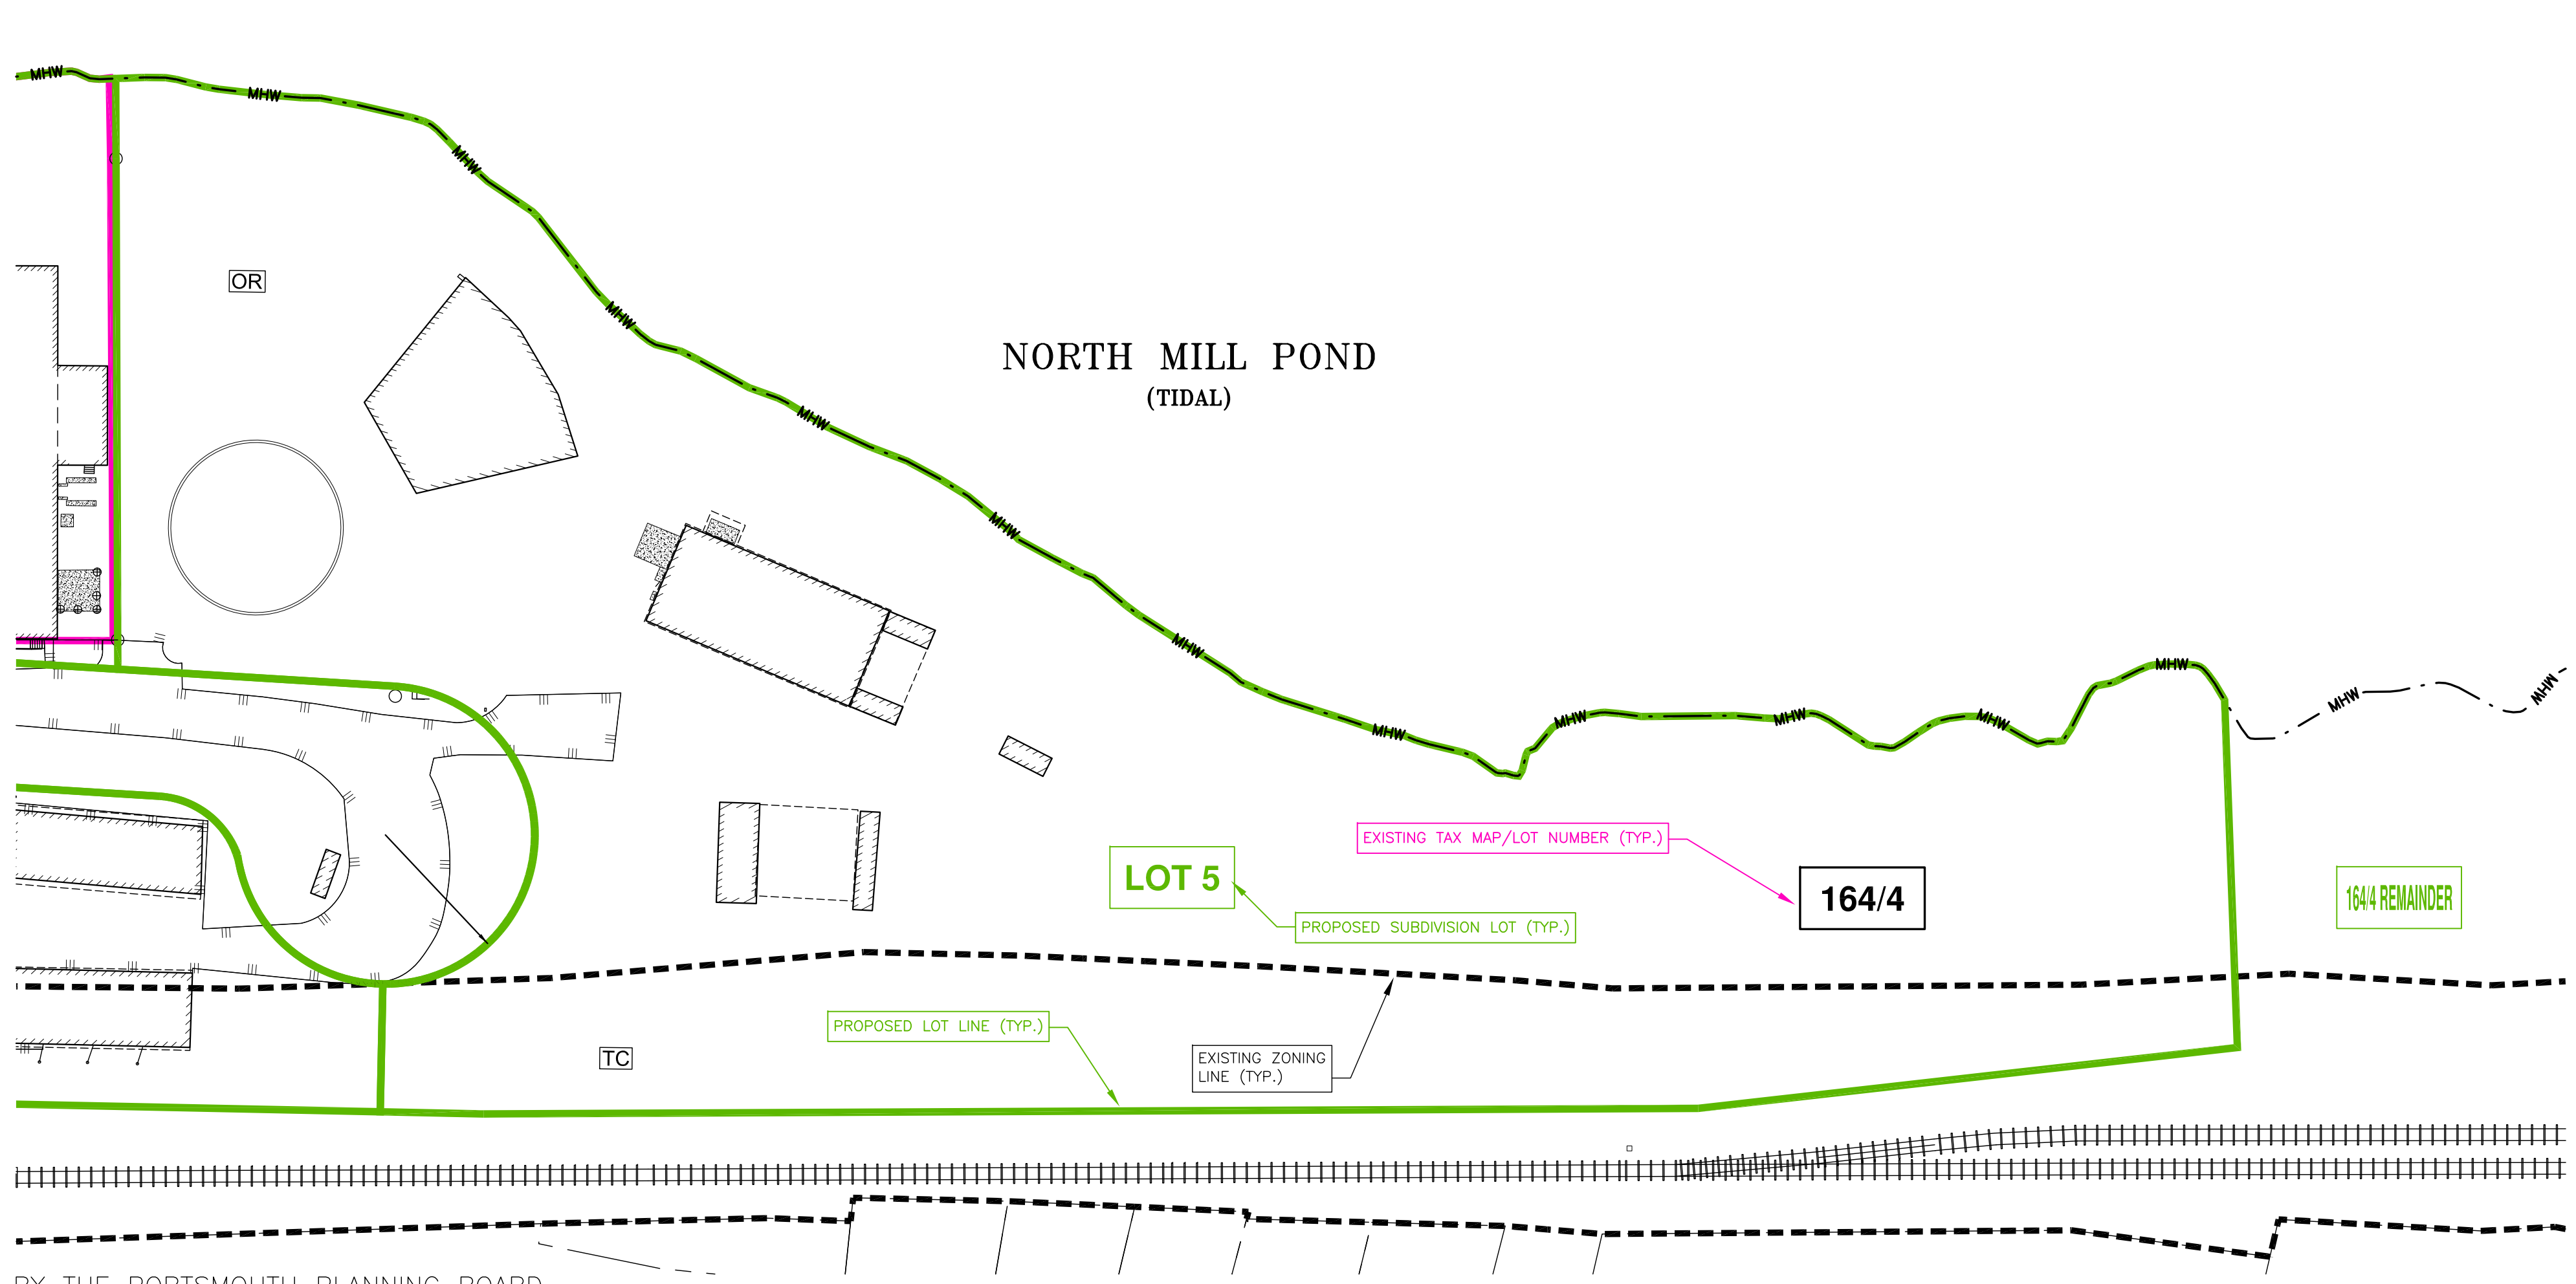 MHW
MHW
MHW
OR
MHW
NORTH MILL POND
(TIDAL)
MHW
MHW
MHW
MHW
MHW
MHW
MHW
MHW
MHW
MHW
EXISTING TAX MAP/LOT NUMBER (TYP.)
LOT 5
164/4
164/4 REMAINDER
PROPOSED SUBDIVISION LOT (TYP.)
PROPOSED LOT LINE (TYP.)
TC
EXISTING ZONING
LINE (TYP.)
BY THE PORTSMOUTH PLANNING BOARD